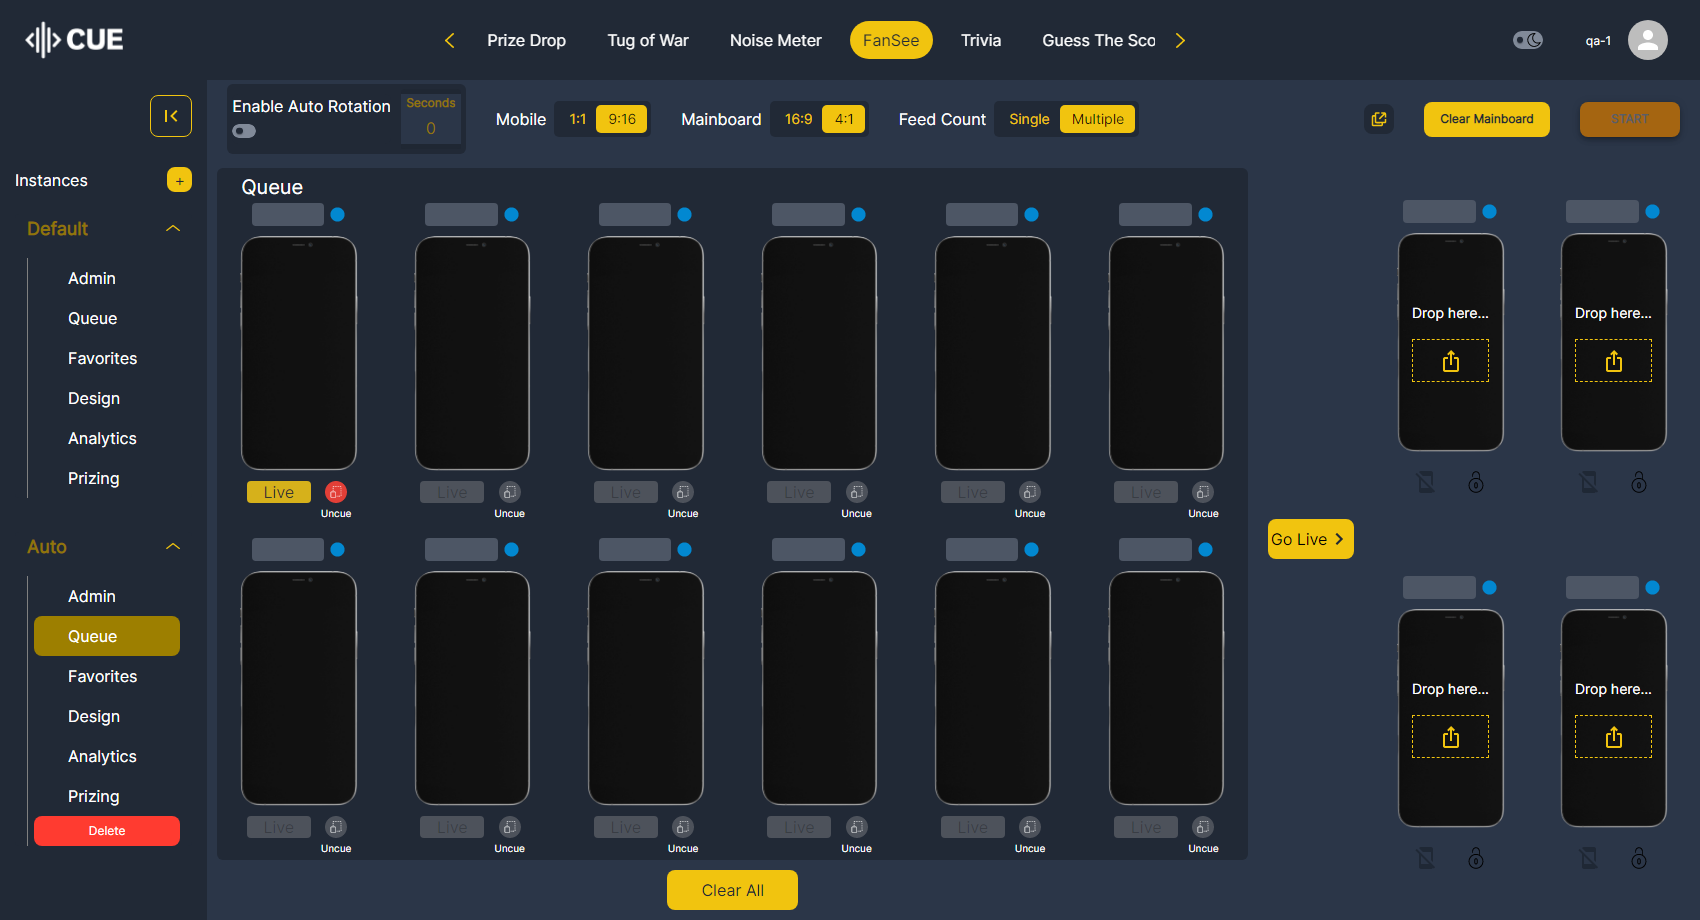 CUE
Prize Drop
Tug of War
Noise Meter
FanSee
Trivia
Guess The Sco
qa-1
Instances
+
Default
Admin
Queue
Favorites
Design
Analytics
Prizing
Auto
Admin
Queue
Favorites
Design
Analytics
Prizing
Delete
Enable Auto Rotation
Seconds
0
Mobile
1:1
9:16
Mainboard
16:9
4:1
Feed Count
Single
Multiple
Clear Mainboard
START
Queue
Live
Uncue
Live
Uncue
Live
Uncue
Live
Uncue
Live
Uncue
Live
Uncue
Live
Uncue
Live
Uncue
Live
Uncue
Live
Uncue
Live
Uncue
Live
Uncue
Clear All
Go Live
Drop here...
Drop here...
Drop here...
Drop here...